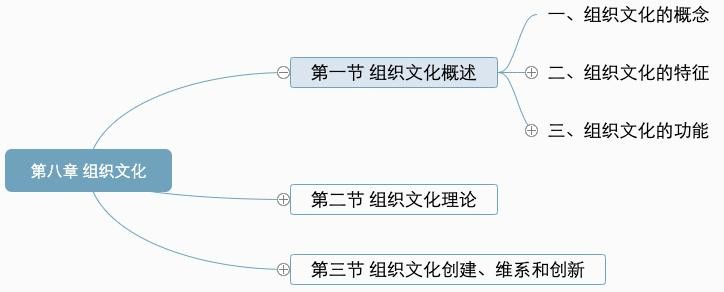 第八章 组织文化
第一节 组织文化概述
一、组织文化的概念
二、组织文化的特征
三、组织文化的功能
第二节 组织文化理论
第三节 组织文化创建、维系和创新